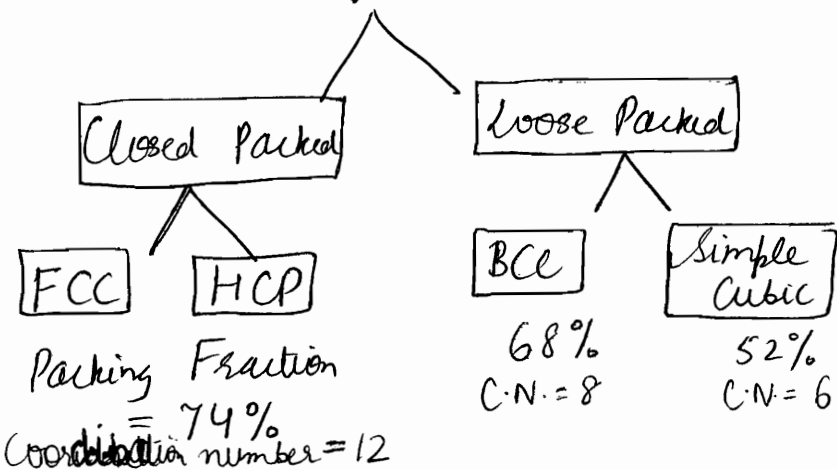 Closed Packed
Loose Packed
FCC
HCP
BCC
Simple
Cubic
Packing Fraction
= 74%
Coordination number = 12
68%
C.N. = 8
52%
C.N. = 6